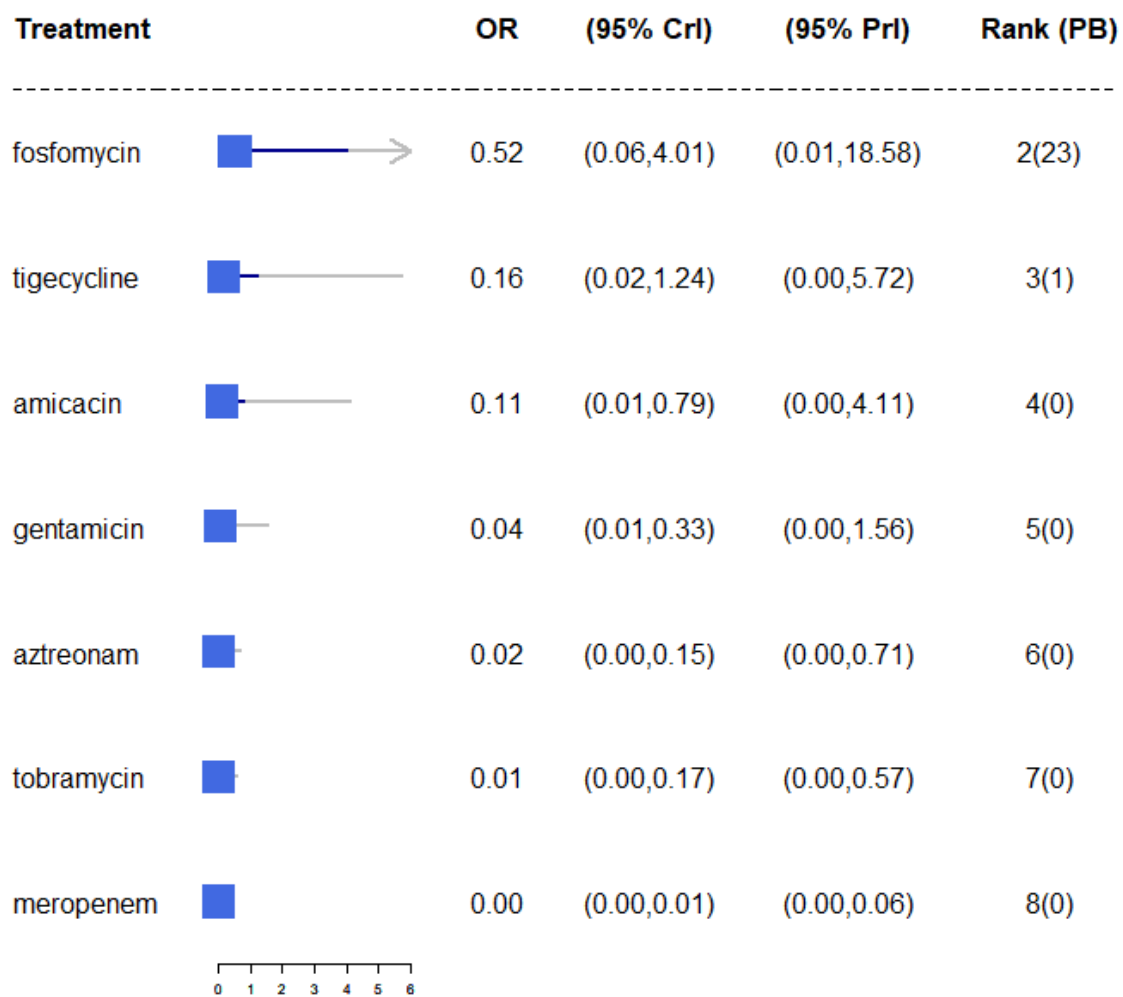 Treatment OR (95% CrI) (95% PrI) Rank (PB)
fosfomycin 0.52 (0.06,4.01) (0.01,18.58) 2(23)
tigecycline 0.16 (0.02,1.24) (0.00,5.72) 3(1)
amicacin 0.11 (0.01,0.79) (0.00,4.11) 4(0)
gentamicin 0.04 (0.01,0.33) (0.00,1.56) 5(0)
aztreonam 0.02 (0.00,0.15) (0.00,0.71) 6(0)
tobramycin 0.01 (0.00,0.17) (0.00,0.57) 7(0)
meropenem 0.00 (0.00,0.01) (0.00,0.06) 8(0)
0 1 2 3 4 5 6